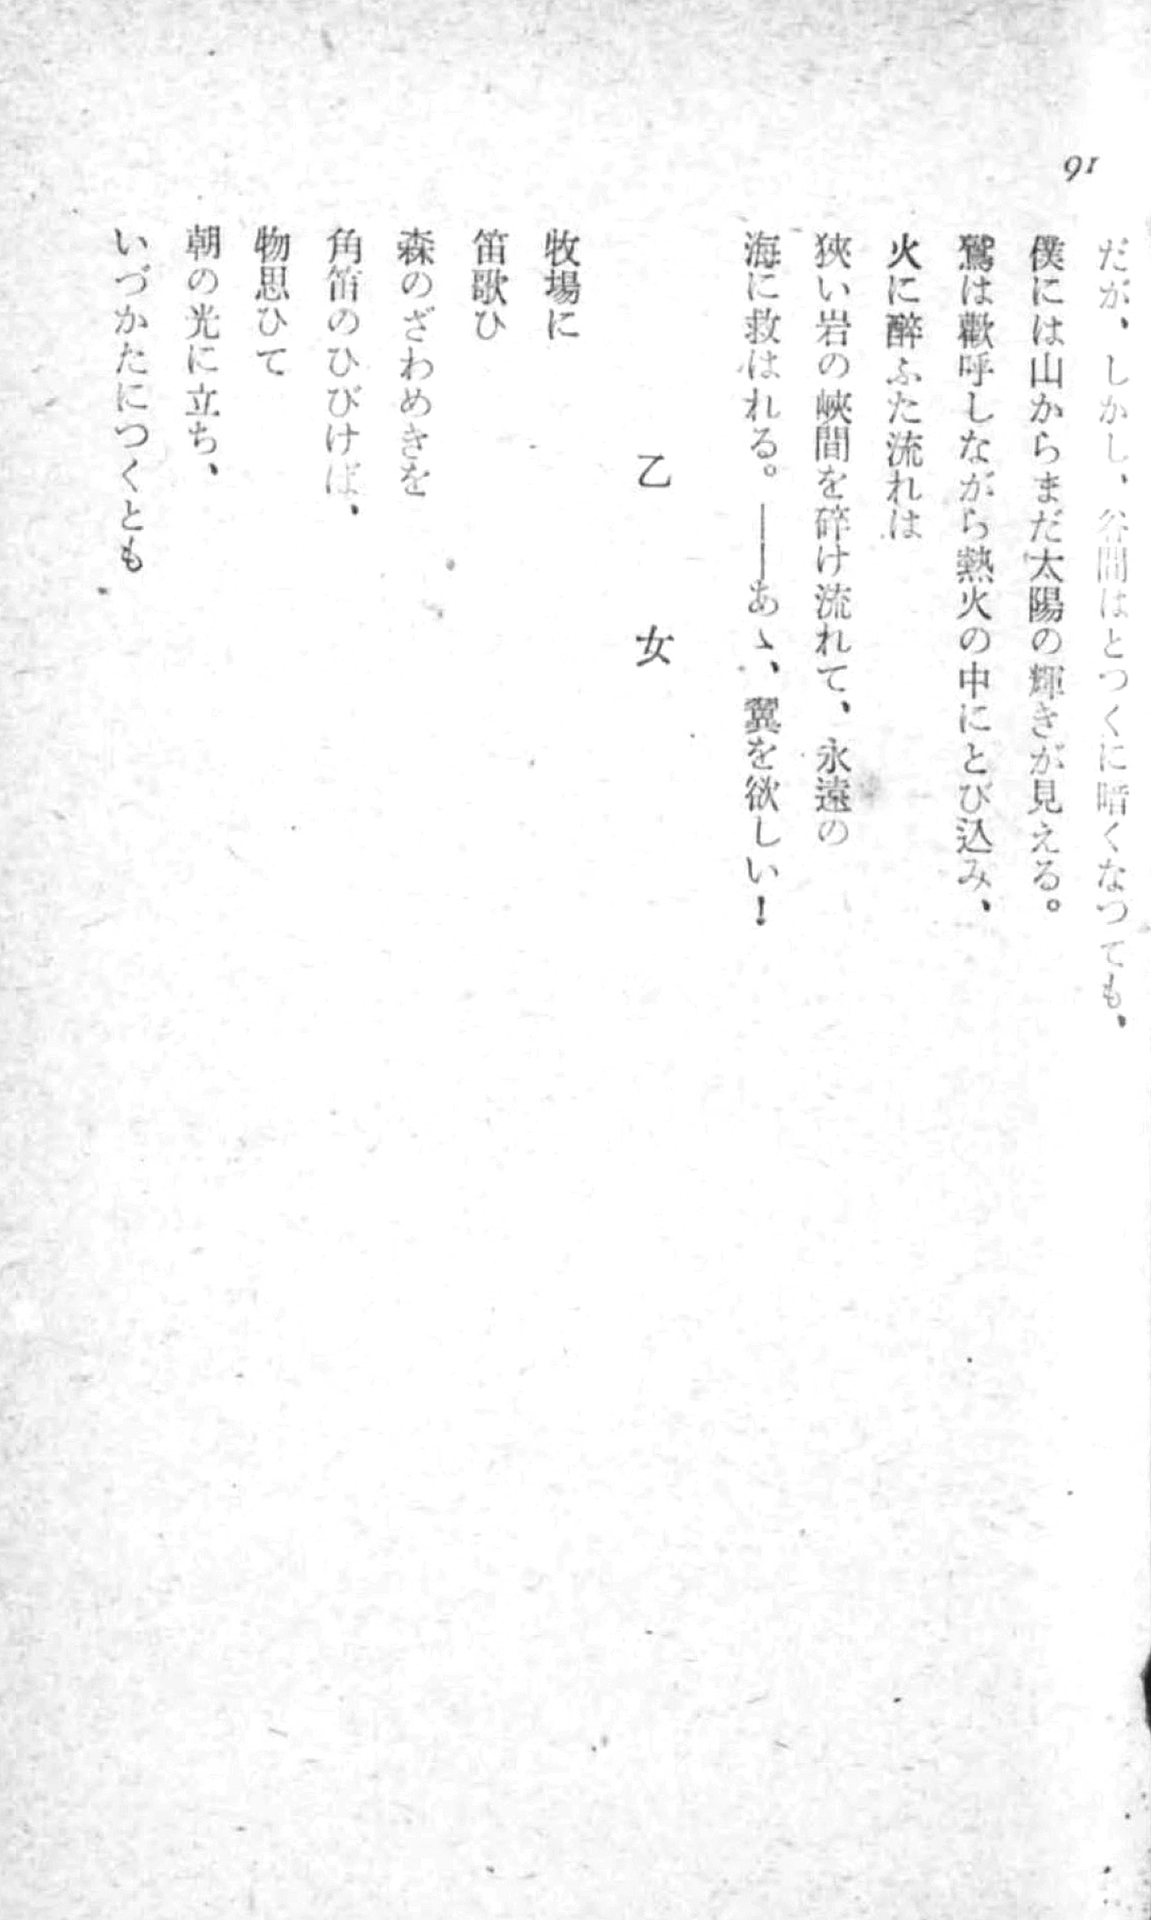 91
だが、しかし、谷間はとつくに暗くなつても、
僕には山からまだ太陽の輝きが見える。
鷲は歡呼しながら熱火の中にとび込み、
火に醉ふた流れは
狹い岩の峽間を碎け流れて、永遠の
海に救はれる。――あゝ、翼を欲しい!
乙女
牧場に
笛歌ひ
森のざわめきを
角笛のひびけば、
物思ひて
朝の光に立ち、
いづかたにつくとも